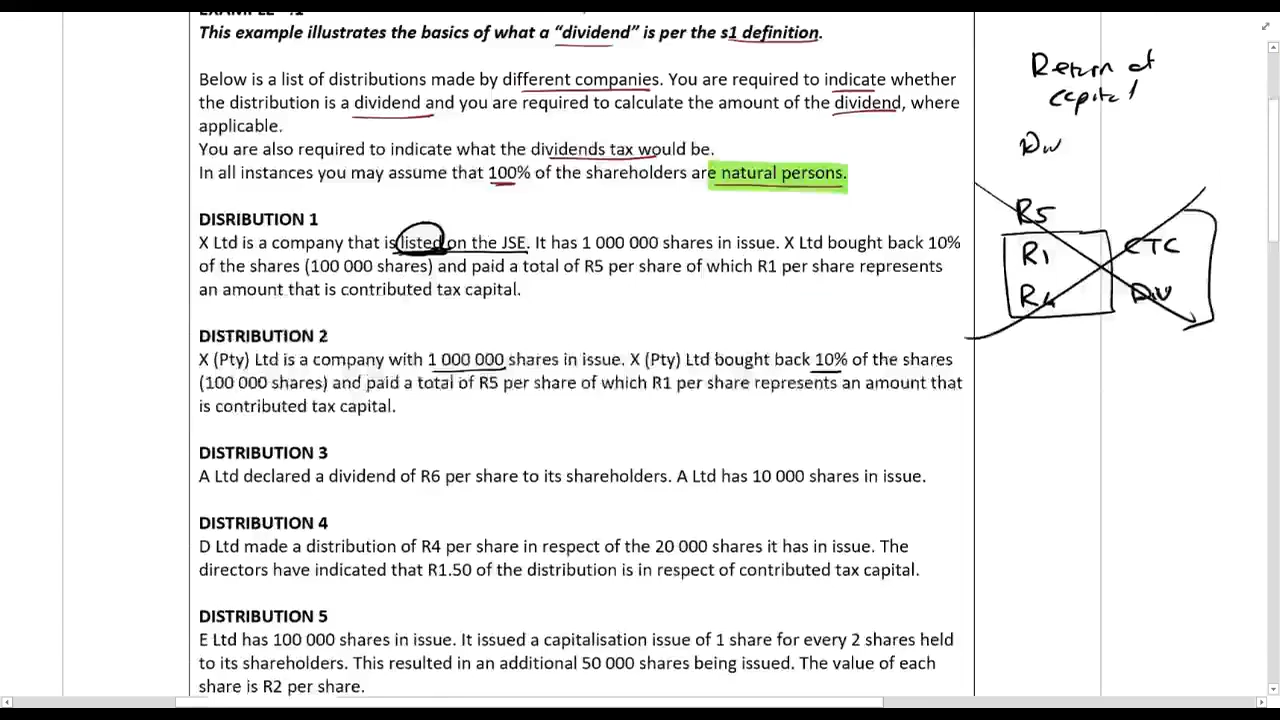 This example illustrates the basics of what a “dividend” is per the s1 definition.
Below is a list of distributions made by different companies. You are required to indicate whether
the distribution is a dividend and you are required to calculate the amount of the dividend, where
applicable.
You are also required to indicate what the dividends tax would be.
In all instances you may assume that 100% of the shareholders are natural persons.
DISRIBUTION 1
X Ltd is a company that is listed on the JSE. It has 1 000 000 shares in issue. X Ltd bought back 10%
of the shares (100 000 shares) and paid a total of R5 per share of which R1 per share represents
an amount that is contributed tax capital.
DISTRIBUTION 2
X (Pty) Ltd is a company with 1 000 000 shares in issue. X (Pty) Ltd bought back 10% of the shares
(100 000 shares) and paid a total of R5 per share of which R1 per share represents an amount that
is contributed tax capital.
DISTRIBUTION 3
A Ltd declared a dividend of R6 per share to its shareholders. A Ltd has 10 000 shares in issue.
DISTRIBUTION 4
D Ltd made a distribution of R4 per share in respect of the 20 000 shares it has in issue. The
directors have indicated that R1.50 of the distribution is in respect of contributed tax capital.
DISTRIBUTION 5
E Ltd has 100 000 shares in issue. It issued a capitalisation issue of 1 share for every 2 shares held
to its shareholders. This resulted in an additional 50 000 shares being issued. The value of each
share is R2 per share.
Return of
capital
R5
R1 CTC
R4